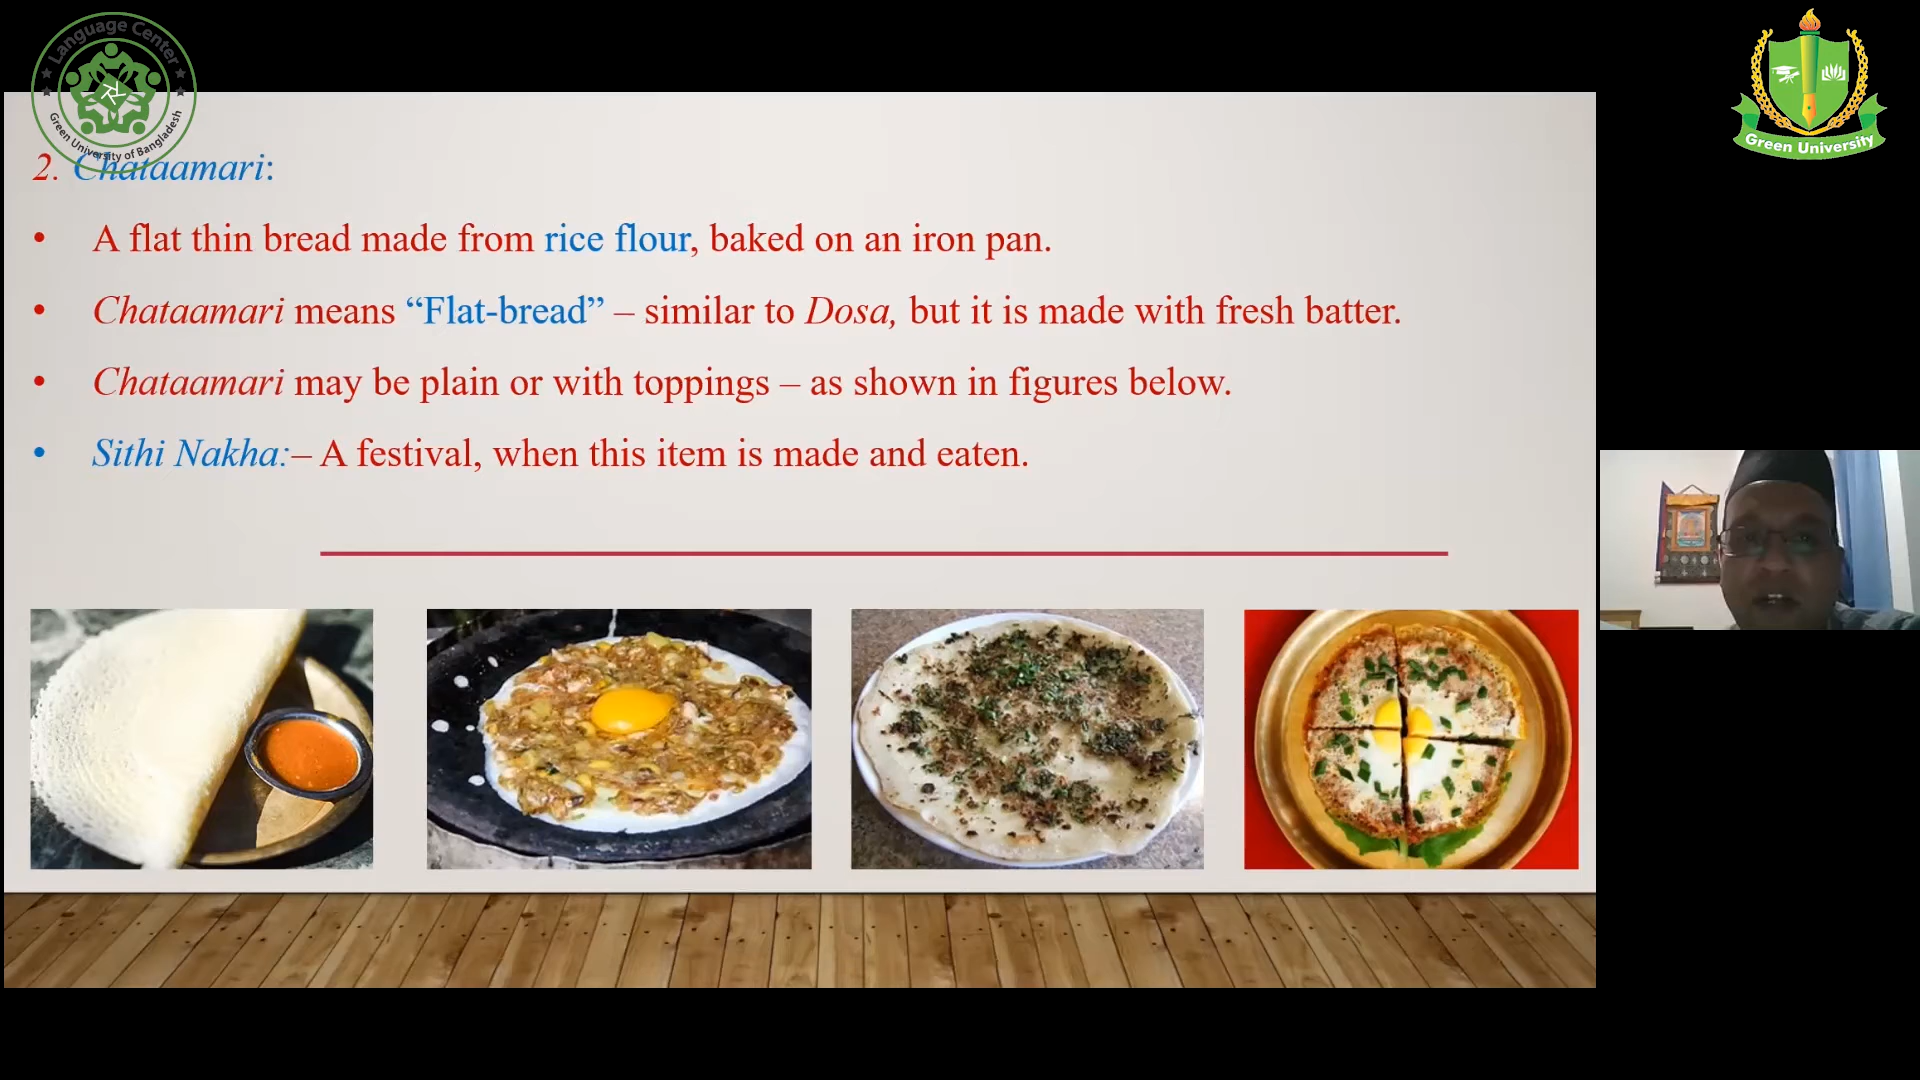 Language Center
Green University of Bangladesh
Green University
2. Chataamari:
• A flat thin bread made from rice flour, baked on an iron pan.
• Chataamari means “Flat-bread” – similar to Dosa, but it is made with fresh batter.
• Chataamari may be plain or with toppings – as shown in figures below.
• Sithi Nakha:– A festival, when this item is made and eaten.